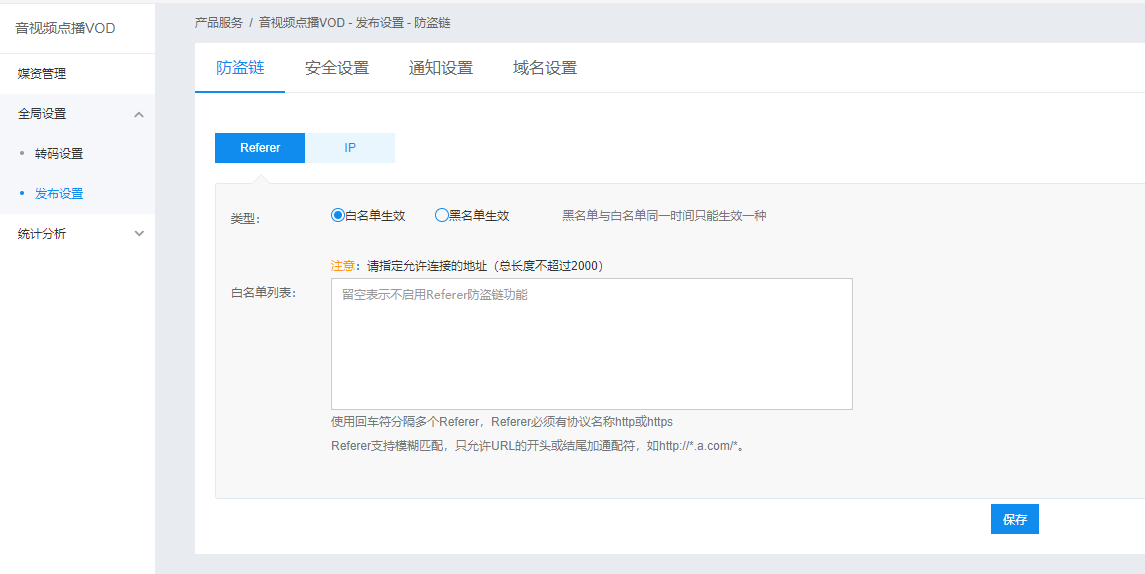 音视频点播VOD
产品服务 / 音视频点播VOD - 发布设置 - 防盗链
媒资管理
全局设置
转码设置
发布设置
统计分析
防盗链 安全设置 通知设置 域名设置
Referer IP
类型： 白名单生效 黑名单生效 黑名单与白名单同一时间只能生效一种
注意：请指定允许连接的地址（总长度不超过2000）
白名单列表：
留空表示不启用Referer防盗链功能
使用回车符分隔多个Referer，Referer必须有协议名称http或https
Referer支持模糊匹配，只允许URL的开头或结尾加通配符，如http://*.a.com/*。
保存